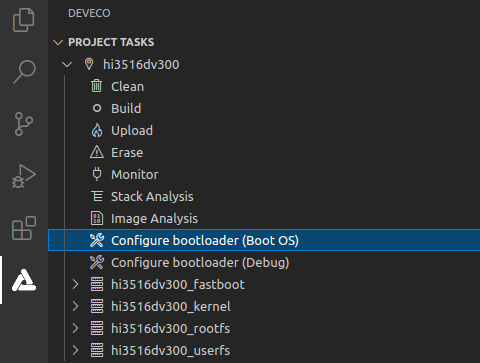 DEVECO
PROJECT TASKS
hi3516dv300
Clean
Build
Upload
Erase
Monitor
Stack Analysis
Image Analysis
Configure bootloader (Boot OS)
Configure bootloader (Debug)
hi3516dv300_fastboot
hi3516dv300_kernel
hi3516dv300_rootfs
hi3516dv300_userfs